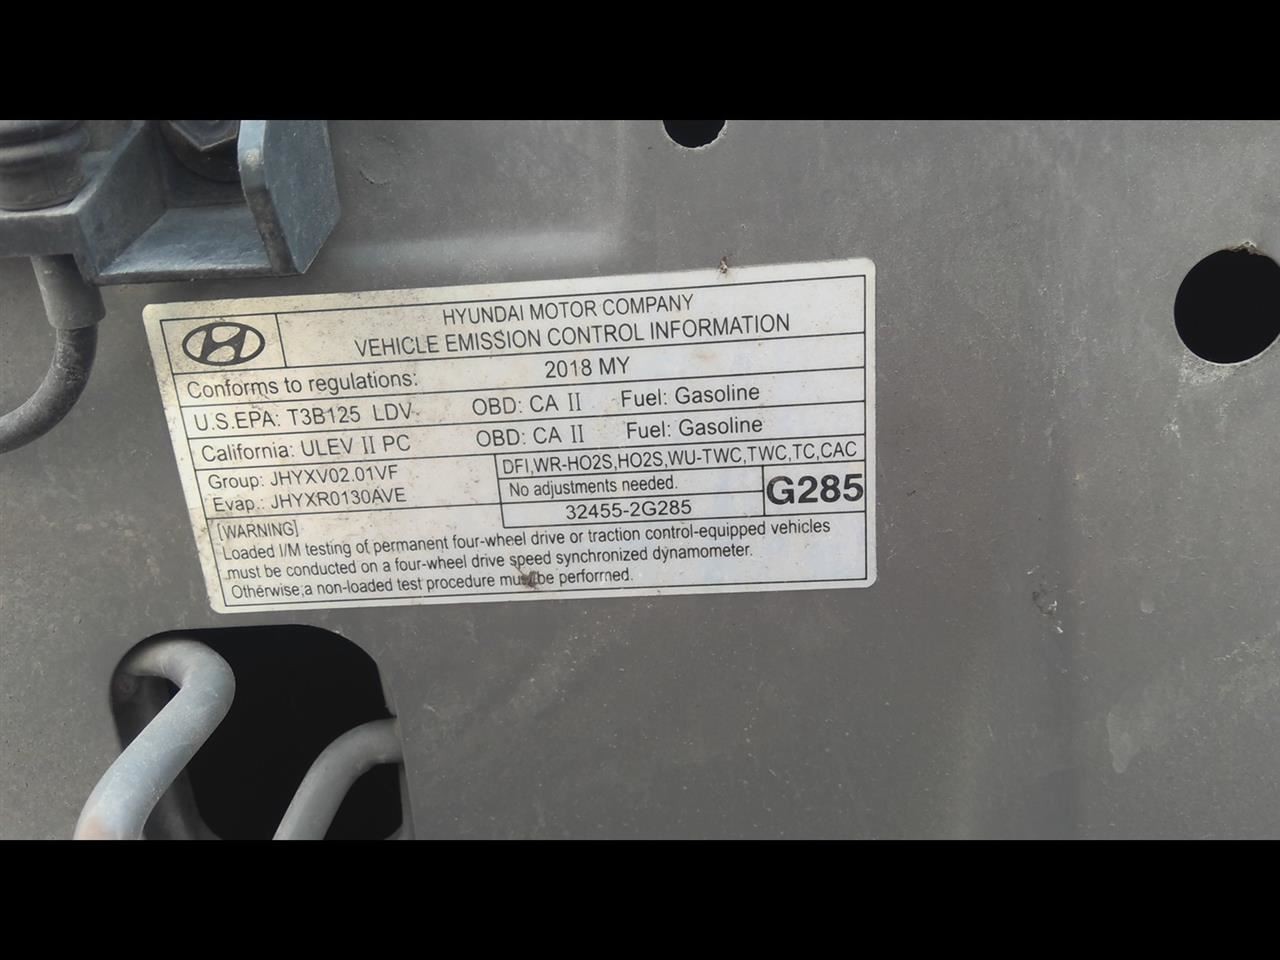 HYUNDAI MOTOR COMPANY
VEHICLE EMISSION CONTROL INFORMATION
Conforms to regulations: 2018 MY
U.S.EPA: T3B125 LDV OBD: CA II Fuel: Gasoline
California: ULEV II PC OBD: CA II Fuel: Gasoline
Group: JHYXV02.01VF
Evap.: JHYXR0130AVE
DFI,WR-HO2S,HO2S,WU-TWC,TWC,TC,CAC
No adjustments needed.
32455-2G285
G285
[WARNING]
Loaded I/M testing of permanent four-wheel drive or traction control-equipped vehicles
must be conducted on a four-wheel drive speed synchronized dynamometer.
Otherwise,a non-loaded test procedure must be performed.